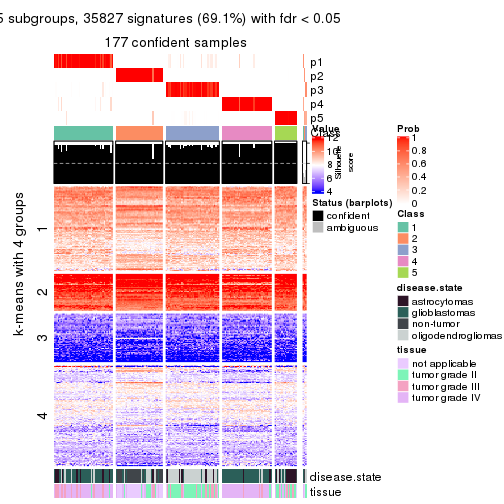 5 subgroups, 35827 signatures (69.1%) with fdr < 0.05
177 confident samples
p1
p2
p3
p4
p5
Class
k-means with 4 groups
1
2
3
4
disease.state
tissue
Value
12
10
8
6
4
Silhouette
score
Status (barplots)
confident
ambiguous
Prob
1
0.8
0.6
0.4
0.2
0
Class
1
2
3
4
5
disease.state
astrocytomas
glioblastomas
non-tumor
oligodendrogliomas
tissue
not applicable
tumor grade II
tumor grade III
tumor grade IV